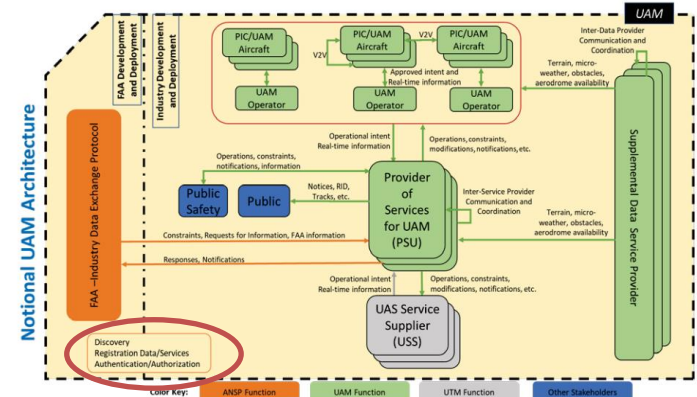 UAM
Notional UAM Architecture
FAA Development
and Deployment
Industry Development
and Deployment
PIC/UAM
Aircraft
V2V
PIC/UAM
Aircraft
V2V
PIC/UAM
Aircraft
Approved intent and
Real-time information
UAM
Operator
UAM
Operator
UAM
Operator
Inter-Data Provider
Communication and
Coordination
Terrain, micro-
weather, obstacles,
aerodrome availability
Supplemental Data Service Provider
FAA –Industry Data Exchange Protocol
Operational intent
Real-time information
Operations, constraints,
modifications, notifications, etc.
Operations, constraints,
notifications, information
Public
Safety
Public
Notices, RID,
Tracks, etc.
Provider
of
Services
for UAM
(PSU)
Inter-Service Provider
Communication and
Coordination
Terrain, micro-
weather, obstacles,
aerodrome availability
Constraints, Requests for Information, FAA information
Responses, Notifications
Operational intent
Real-time information
Operations, constraints,
modifications, notifications, etc.
UAS Service
Supplier
(USS)
Discovery
Registration Data/Services
Authentication/Authorization
Color Key:
ANSP Function
UAM Function
UTM Function
Other Stakeholders